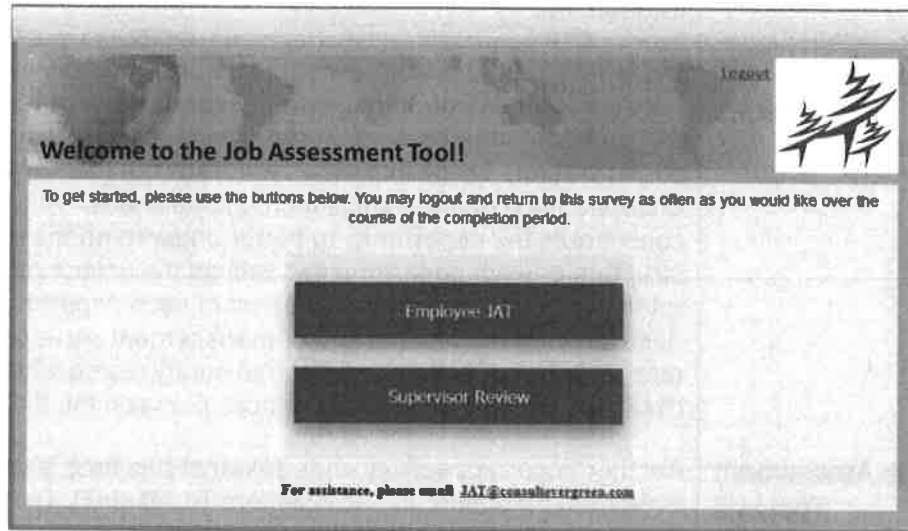 logout
Welcome to the Job Assessment Tool!
To get started, please use the buttons below. You may logout and return to this survey as often as you would like over the
course of the completion period.
Employee JAT
Supervisor Review
For assistance, please email JAT@consultevergreen.com